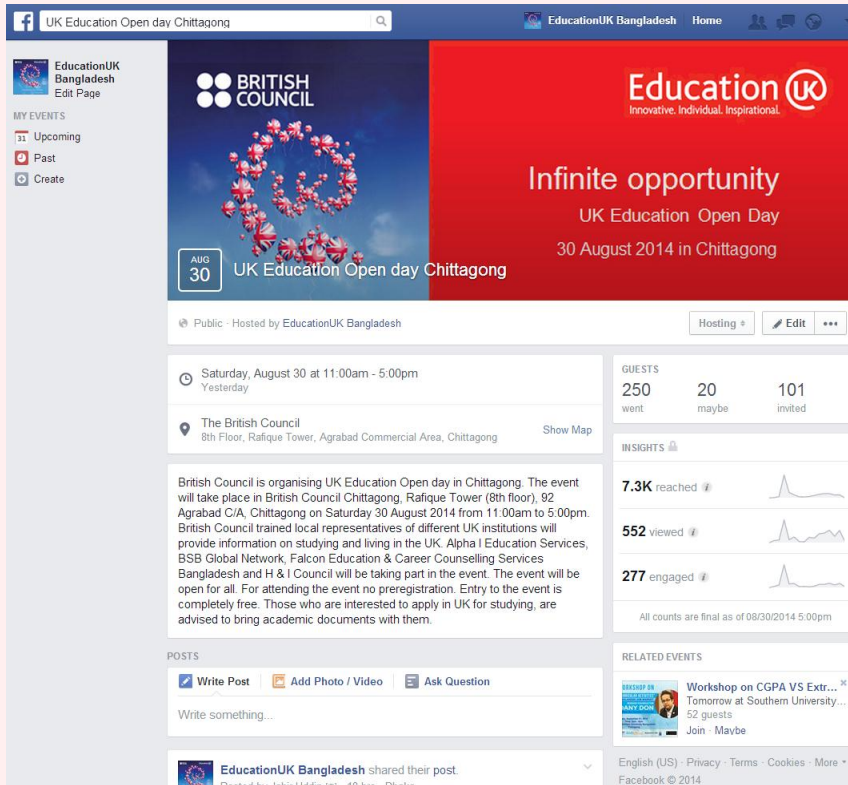 UK Education Open day Chittagong
EducationUK Bangladesh Home
EducationUK
Bangladesh
Edit Page
MY EVENTS
31 Upcoming
Past
Create
BRITISH
COUNCIL
Education UK
Innovative. Individual. Inspirational.
Infinite opportunity
UK Education Open Day
30 August 2014 in Chittagong
AUG
30
UK Education Open day Chittagong
Public · Hosted by EducationUK Bangladesh
Hosting
Edit
Saturday, August 30 at 11:00am - 5:00pm
Yesterday
The British Council
8th Floor, Rafique Tower, Agrabad Commercial Area, Chittagong
Show Map
British Council is organising UK Education Open day in Chittagong. The event
will take place in British Council Chittagong, Rafique Tower (8th floor), 92
Agrabad C/A, Chittagong on Saturday 30 August 2014 from 11:00am to 5:00pm.
British Council trained local representatives of different UK institutions will
provide information on studying and living in the UK. Alpha I Education Services,
BSB Global Network, Falcon Education & Career Counselling Services
Bangladesh and H & I Council will be taking part in the event. The event will be
open for all. For attending the event no preregistration. Entry to the event is
completely free. Those who are interested to apply in UK for studying, are
advised to bring academic documents with them.
POSTS
Write Post
Add Photo / Video
Ask Question
Write something...
EducationUK Bangladesh shared their post.
GUESTS
250 20 101
went maybe invited
INSIGHTS
7.3K reached
552 viewed
277 engaged
All counts are final as of 08/30/2014 5:00pm
RELATED EVENTS
Workshop on CGPA VS Extr...
Tomorrow at Southern University...
52 guests
Join · Maybe
English (US) · Privacy · Terms · Cookies · More
Facebook © 2014